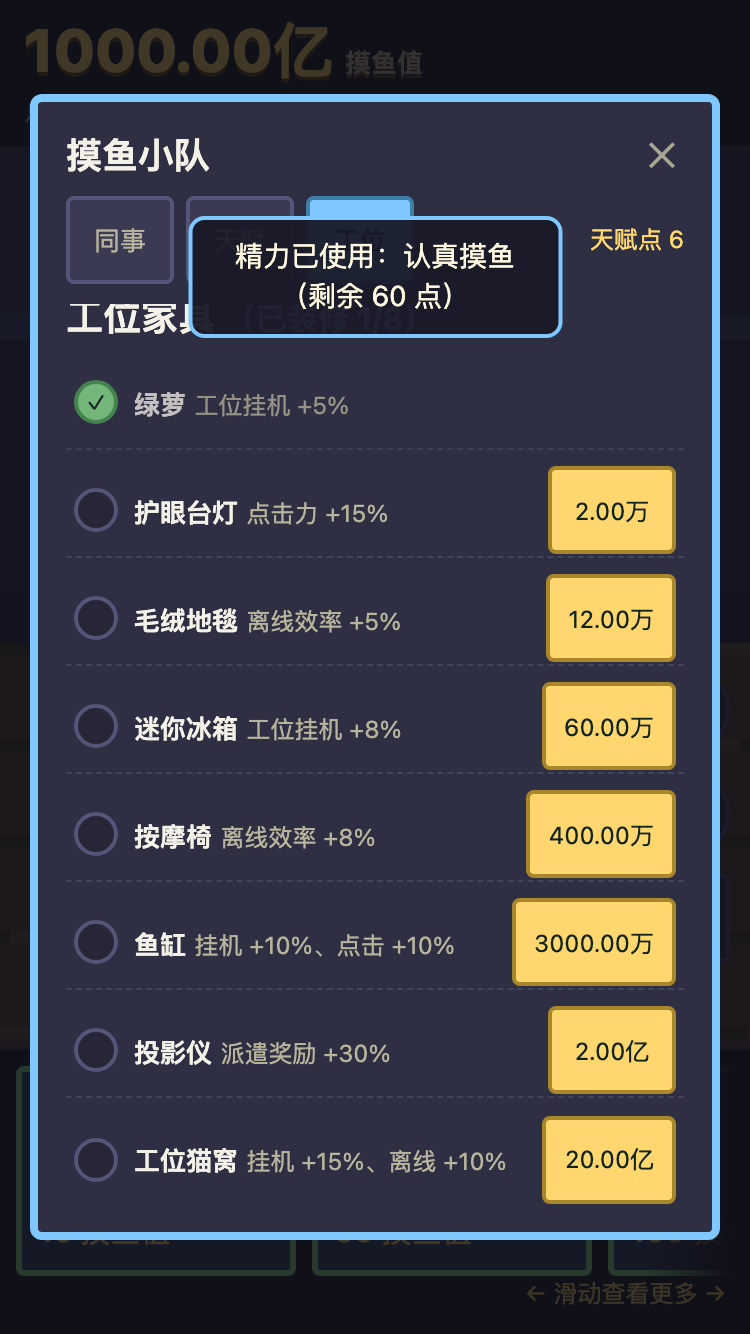 1000.00亿 摸鱼值
摸鱼小队
同事 天赋 工位 天赋点 6
精力已使用：认真摸鱼
（剩余 60 点）
工位家具（已装修 1/8）
绿萝 工位挂机 +5%
护眼台灯 点击力 +15% 2.00万
毛绒地毯 离线效率 +5% 12.00万
迷你冰箱 工位挂机 +8% 60.00万
按摩椅 离线效率 +8% 400.00万
鱼缸 挂机 +10%、点击 +10% 3000.00万
投影仪 派遣奖励 +30% 2.00亿
工位猫窝 挂机 +15%、离线 +10% 20.00亿
← 滑动查看更多 →